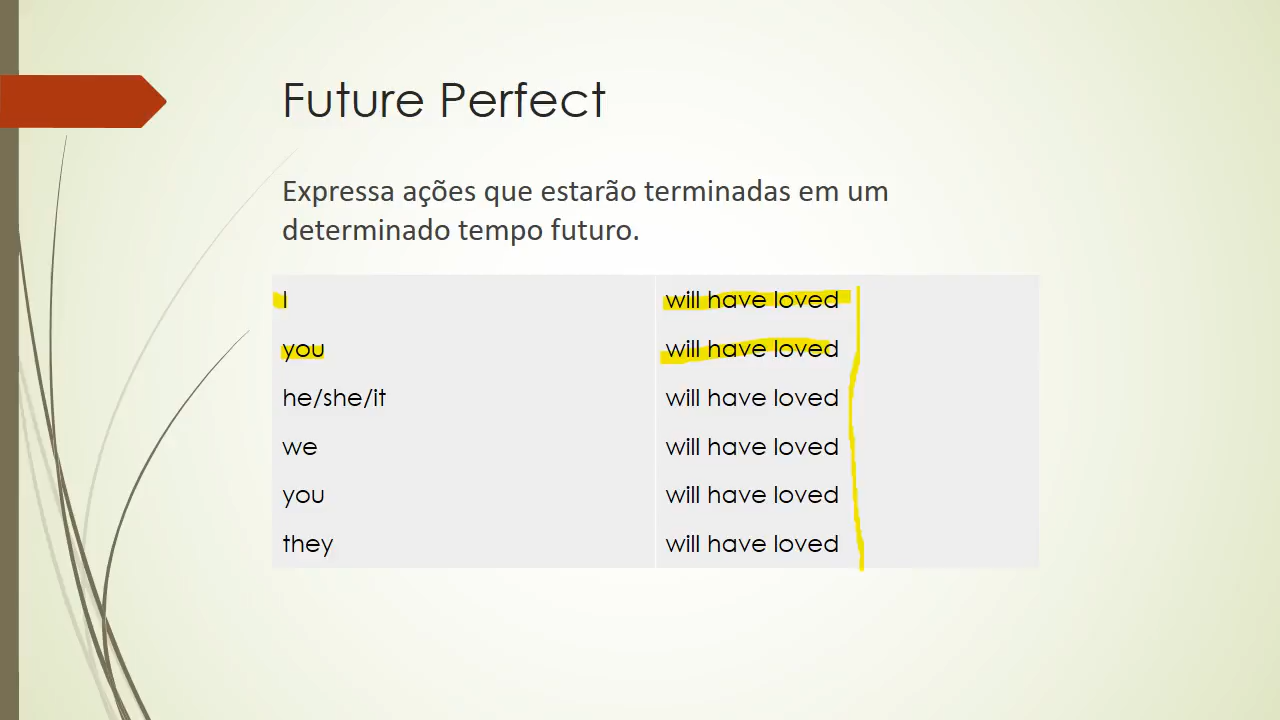 Future Perfect
Expressa ações que estarão terminadas em um
determinado tempo futuro.
I will have loved
you will have loved
he/she/it will have loved
we will have loved
you will have loved
they will have loved